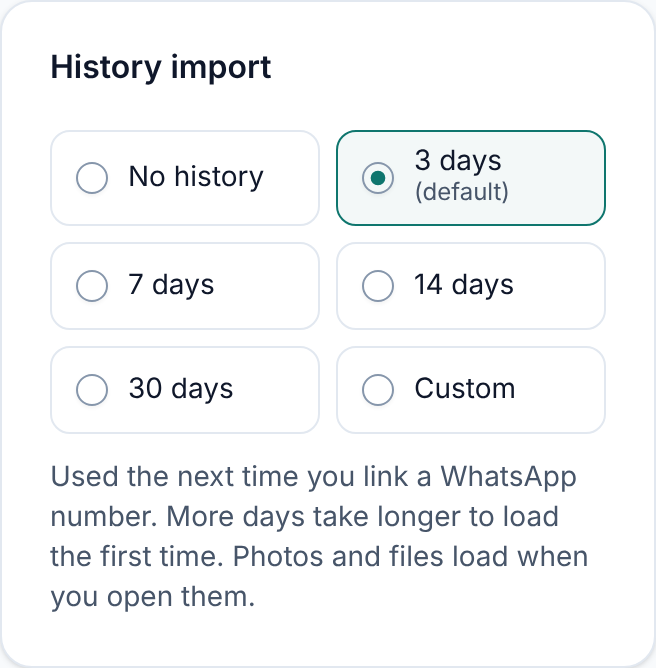 History import
No history
3 days
(default)
7 days
14 days
30 days
Custom
Used the next time you link a WhatsApp
number. More days take longer to load
the first time. Photos and files load when
you open them.